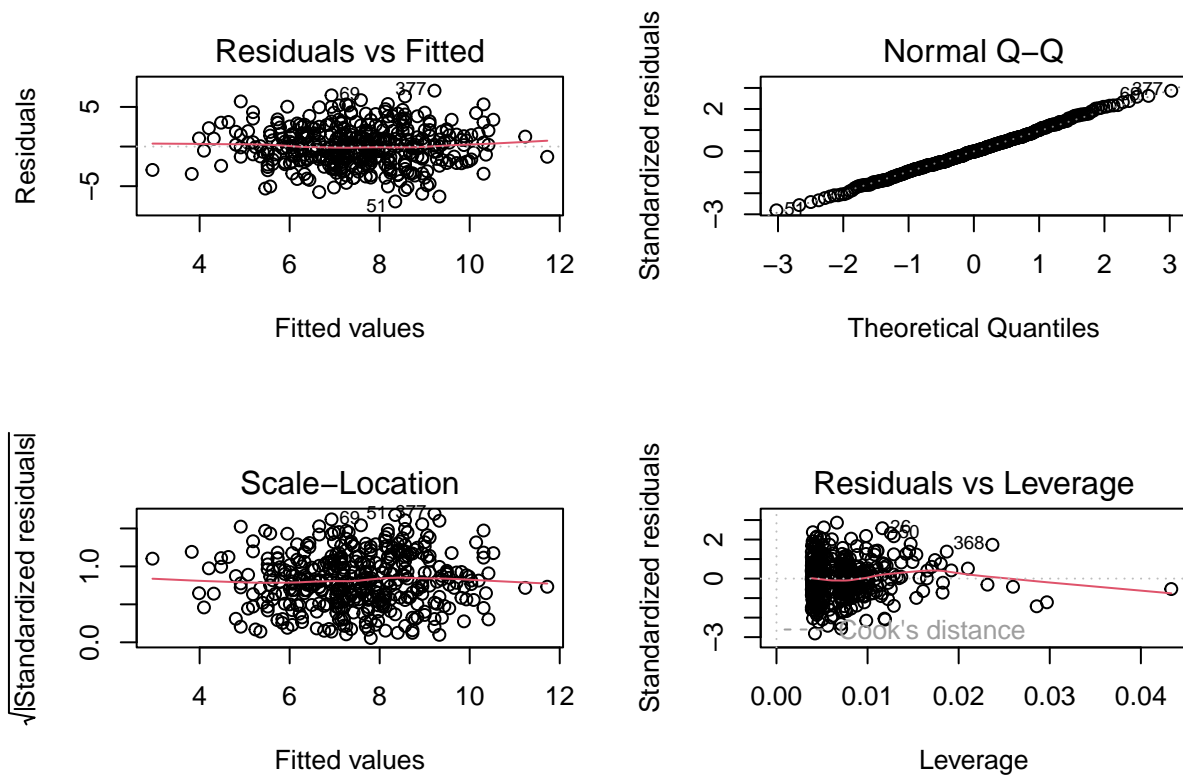 Residuals vs Fitted
Residuals
5
−5
69
377
51
4 6 8 10 12
Fitted values
Normal Q−Q
Standardized residuals
2
0
−3
377
51
−3 −2 −1 0 1 2 3
Theoretical Quantiles
Scale−Location
√|Standardized residuals|
1.0
0.0
69
51
377
4 6 8 10 12
Fitted values
Residuals vs Leverage
Standardized residuals
2
0
−3
26
368
Cook's distance
0.00 0.01 0.02 0.03 0.04
Leverage